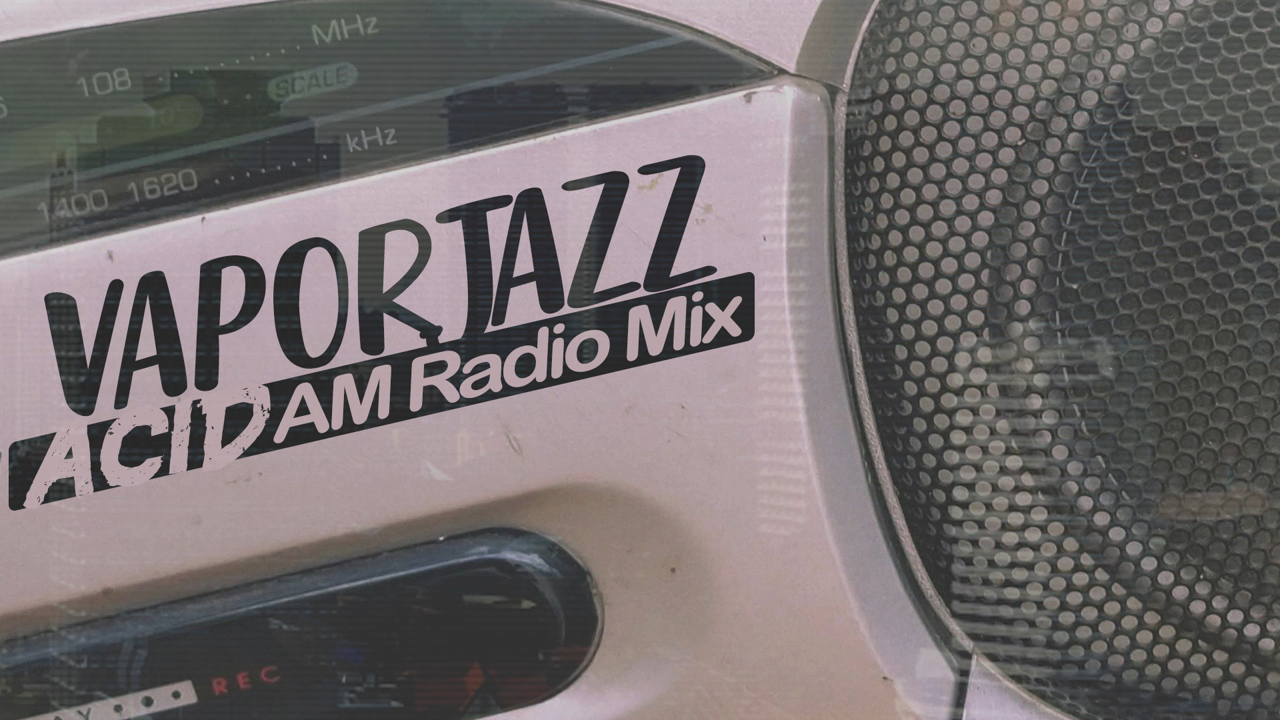 MHz
108
SCALE
kHz
1400 1620
VAPORJAZZ
ACID AM Radio Mix
REC